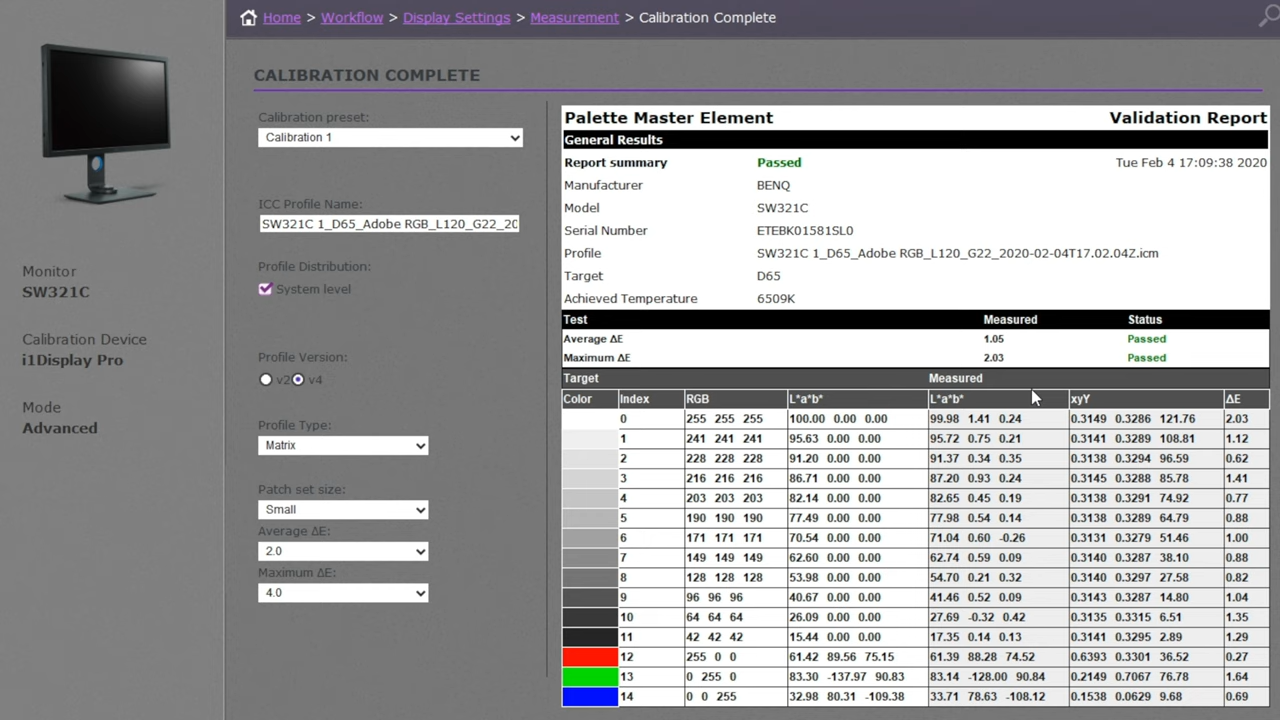 Home > Workflow > Display Settings > Measurement > Calibration Complete
CALIBRATION COMPLETE
Monitor
SW321C
Calibration Device
i1Display Pro
Mode
Advanced
Calibration preset:
Calibration 1
ICC Profile Name:
SW321C 1_D65_Adobe RGB_L120_G22_20
Profile Distribution:
System level
Profile Version:
v2 v4
Profile Type:
Matrix
Patch set size:
Small
Average ΔE:
2.0
Maximum ΔE:
4.0
Palette Master Element Validation Report
General Results
Report summary Passed Tue Feb 4 17:09:38 2020
Manufacturer BENQ
Model SW321C
Serial Number ETEBK01581SL0
Profile SW321C 1_D65_Adobe RGB_L120_G22_2020-02-04T17.02.04Z.icm
Target D65
Achieved Temperature 6509K
Test Measured Status
Average ΔE 1.05 Passed
Maximum ΔE 2.03 Passed
Target Measured
Color Index RGB L*a*b* L*a*b* xyY ΔE
0 255 255 255 100.00 0.00 0.00 99.98 1.41 0.24 0.3149 0.3286 121.76 2.03
1 241 241 241 95.63 0.00 0.00 95.72 0.75 0.21 0.3141 0.3289 108.81 1.12
2 228 228 228 91.20 0.00 0.00 91.37 0.34 0.35 0.3138 0.3294 96.59 0.62
3 216 216 216 86.71 0.00 0.00 87.20 0.93 0.24 0.3145 0.3288 85.78 1.41
4 203 203 203 82.14 0.00 0.00 82.65 0.45 0.19 0.3138 0.3291 74.92 0.77
5 190 190 190 77.49 0.00 0.00 77.98 0.54 0.14 0.3138 0.3289 64.79 0.88
6 171 171 171 70.54 0.00 0.00 71.04 0.60 -0.26 0.3131 0.3279 51.46 1.00
7 149 149 149 62.60 0.00 0.00 62.74 0.59 0.09 0.3140 0.3287 38.10 0.88
8 128 128 128 53.98 0.00 0.00 54.70 0.21 0.32 0.3140 0.3297 27.58 0.82
9 96 96 96 40.67 0.00 0.00 41.46 0.52 0.09 0.3143 0.3287 14.80 1.04
10 64 64 64 26.09 0.00 0.00 27.69 -0.32 0.42 0.3135 0.3315 6.51 1.35
11 42 42 42 15.44 0.00 0.00 17.35 0.14 0.13 0.3141 0.3295 2.89 1.29
12 255 0 0 61.42 89.56 75.15 61.39 88.28 74.52 0.6393 0.3301 36.52 0.27
13 0 255 0 83.30 -137.97 90.83 83.14 -128.00 90.84 0.2149 0.7067 76.78 1.64
14 0 0 255 32.98 80.31 -109.38 33.71 78.63 -108.12 0.1538 0.0629 9.68 0.69